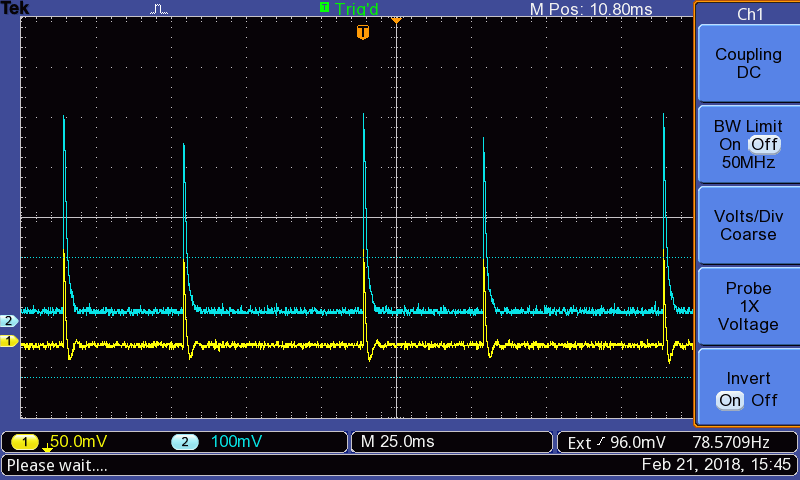 Tek
T Trig'd
M Pos: 10.80ms
Ch1
T
Coupling
DC
BW Limit
On Off
50MHz
Volts/Div
Coarse
Probe
1X
Voltage
Invert
On Off
2
1
1 50.0mV
2 100mV
M 25.0ms
Ext 96.0mV
78.5709Hz
Please wait....
Feb 21, 2018, 15:45